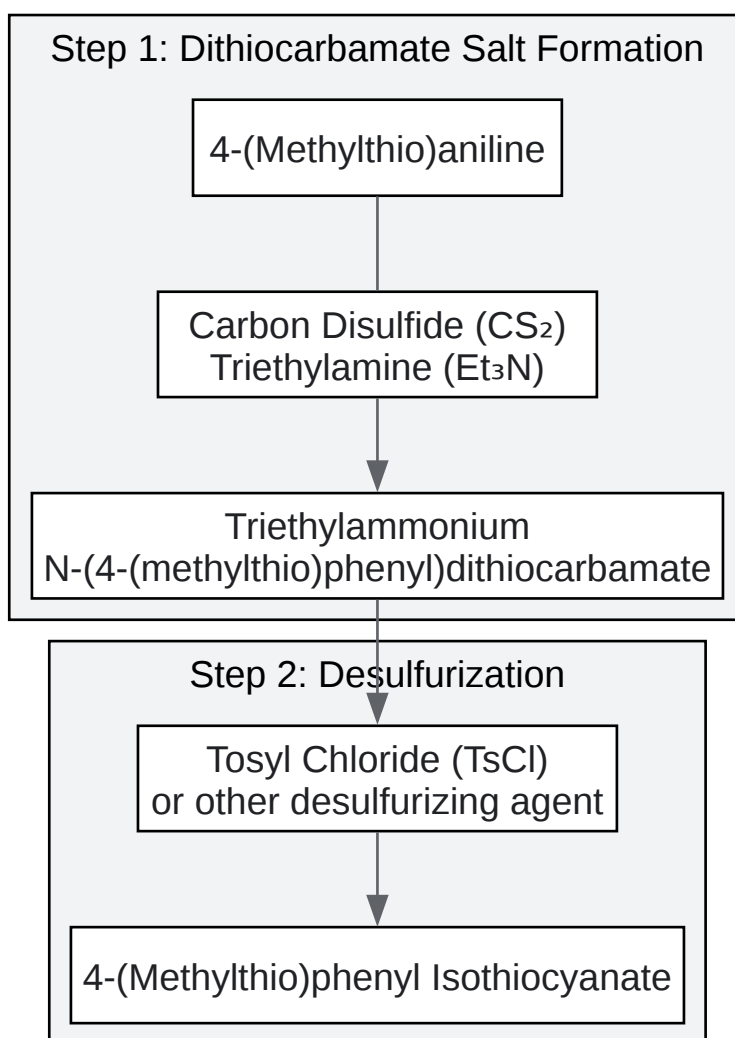 Step 1: Dithiocarbamate Salt Formation
4-(Methylthio)aniline
Carbon Disulfide (CS₂)
Triethylamine (Et₃N)
Triethylammonium
N-(4-(methylthio)phenyl)dithiocarbamate
Step 2: Desulfurization
Tosyl Chloride (TsCl)
or other desulfurizing agent
4-(Methylthio)phenyl Isothiocyanate